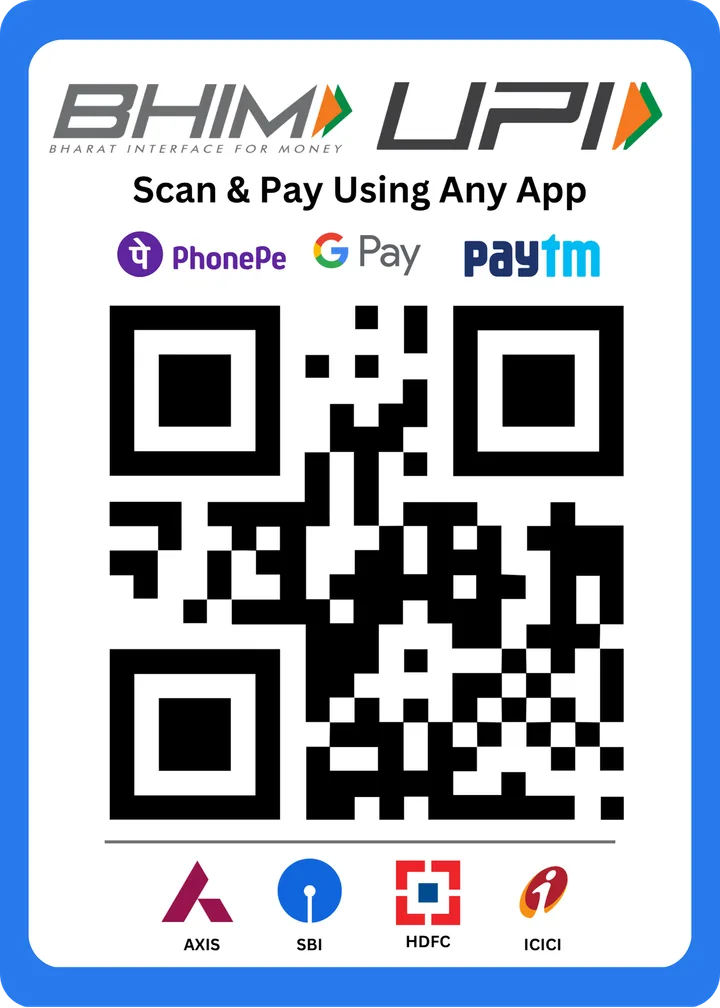 BHIM UPI
BHARAT INTERFACE FOR MONEY
Scan & Pay Using Any App
पे PhonePe G Pay paytm
AXIS SBI HDFC ICICI